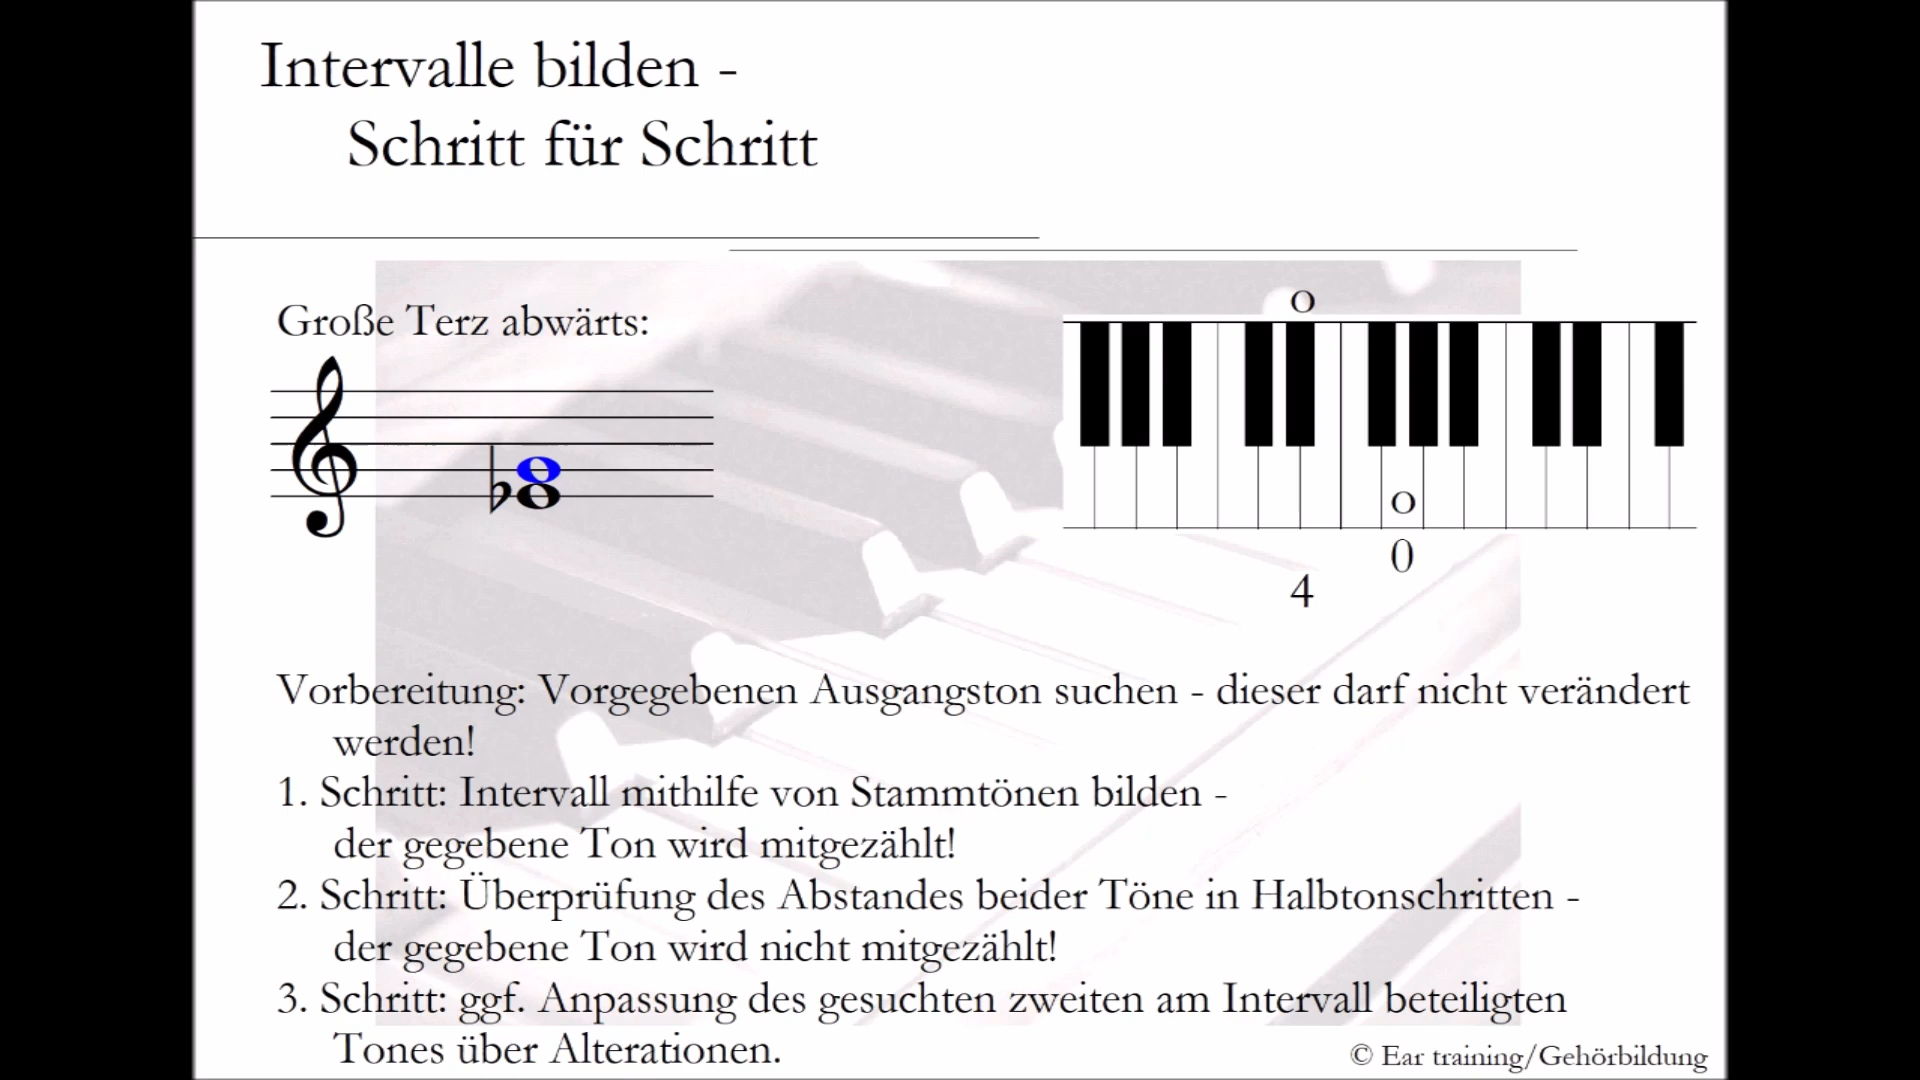 Intervalle bilden -
Schritt für Schritt
Große Terz abwärts:
o
o
0
4
Vorbereitung: Vorgegebenen Ausgangston suchen - dieser darf nicht verändert
werden!
1. Schritt: Intervall mithilfe von Stammtönen bilden -
der gegebene Ton wird mitgezählt!
2. Schritt: Überprüfung des Abstandes beider Töne in Halbtonschritten -
der gegebene Ton wird nicht mitgezählt!
3. Schritt: ggf. Anpassung des gesuchten zweiten am Intervall beteiligten
Tones über Alterationen.
© Ear training/Gehörbildung